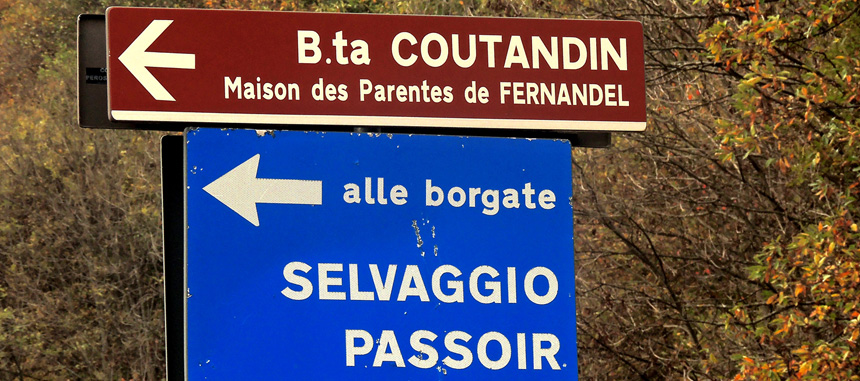 B.ta COUTANDIN
Maison des Parentes de FERNANDEL
alle borgate
SELVAGGIO
PASSOIR